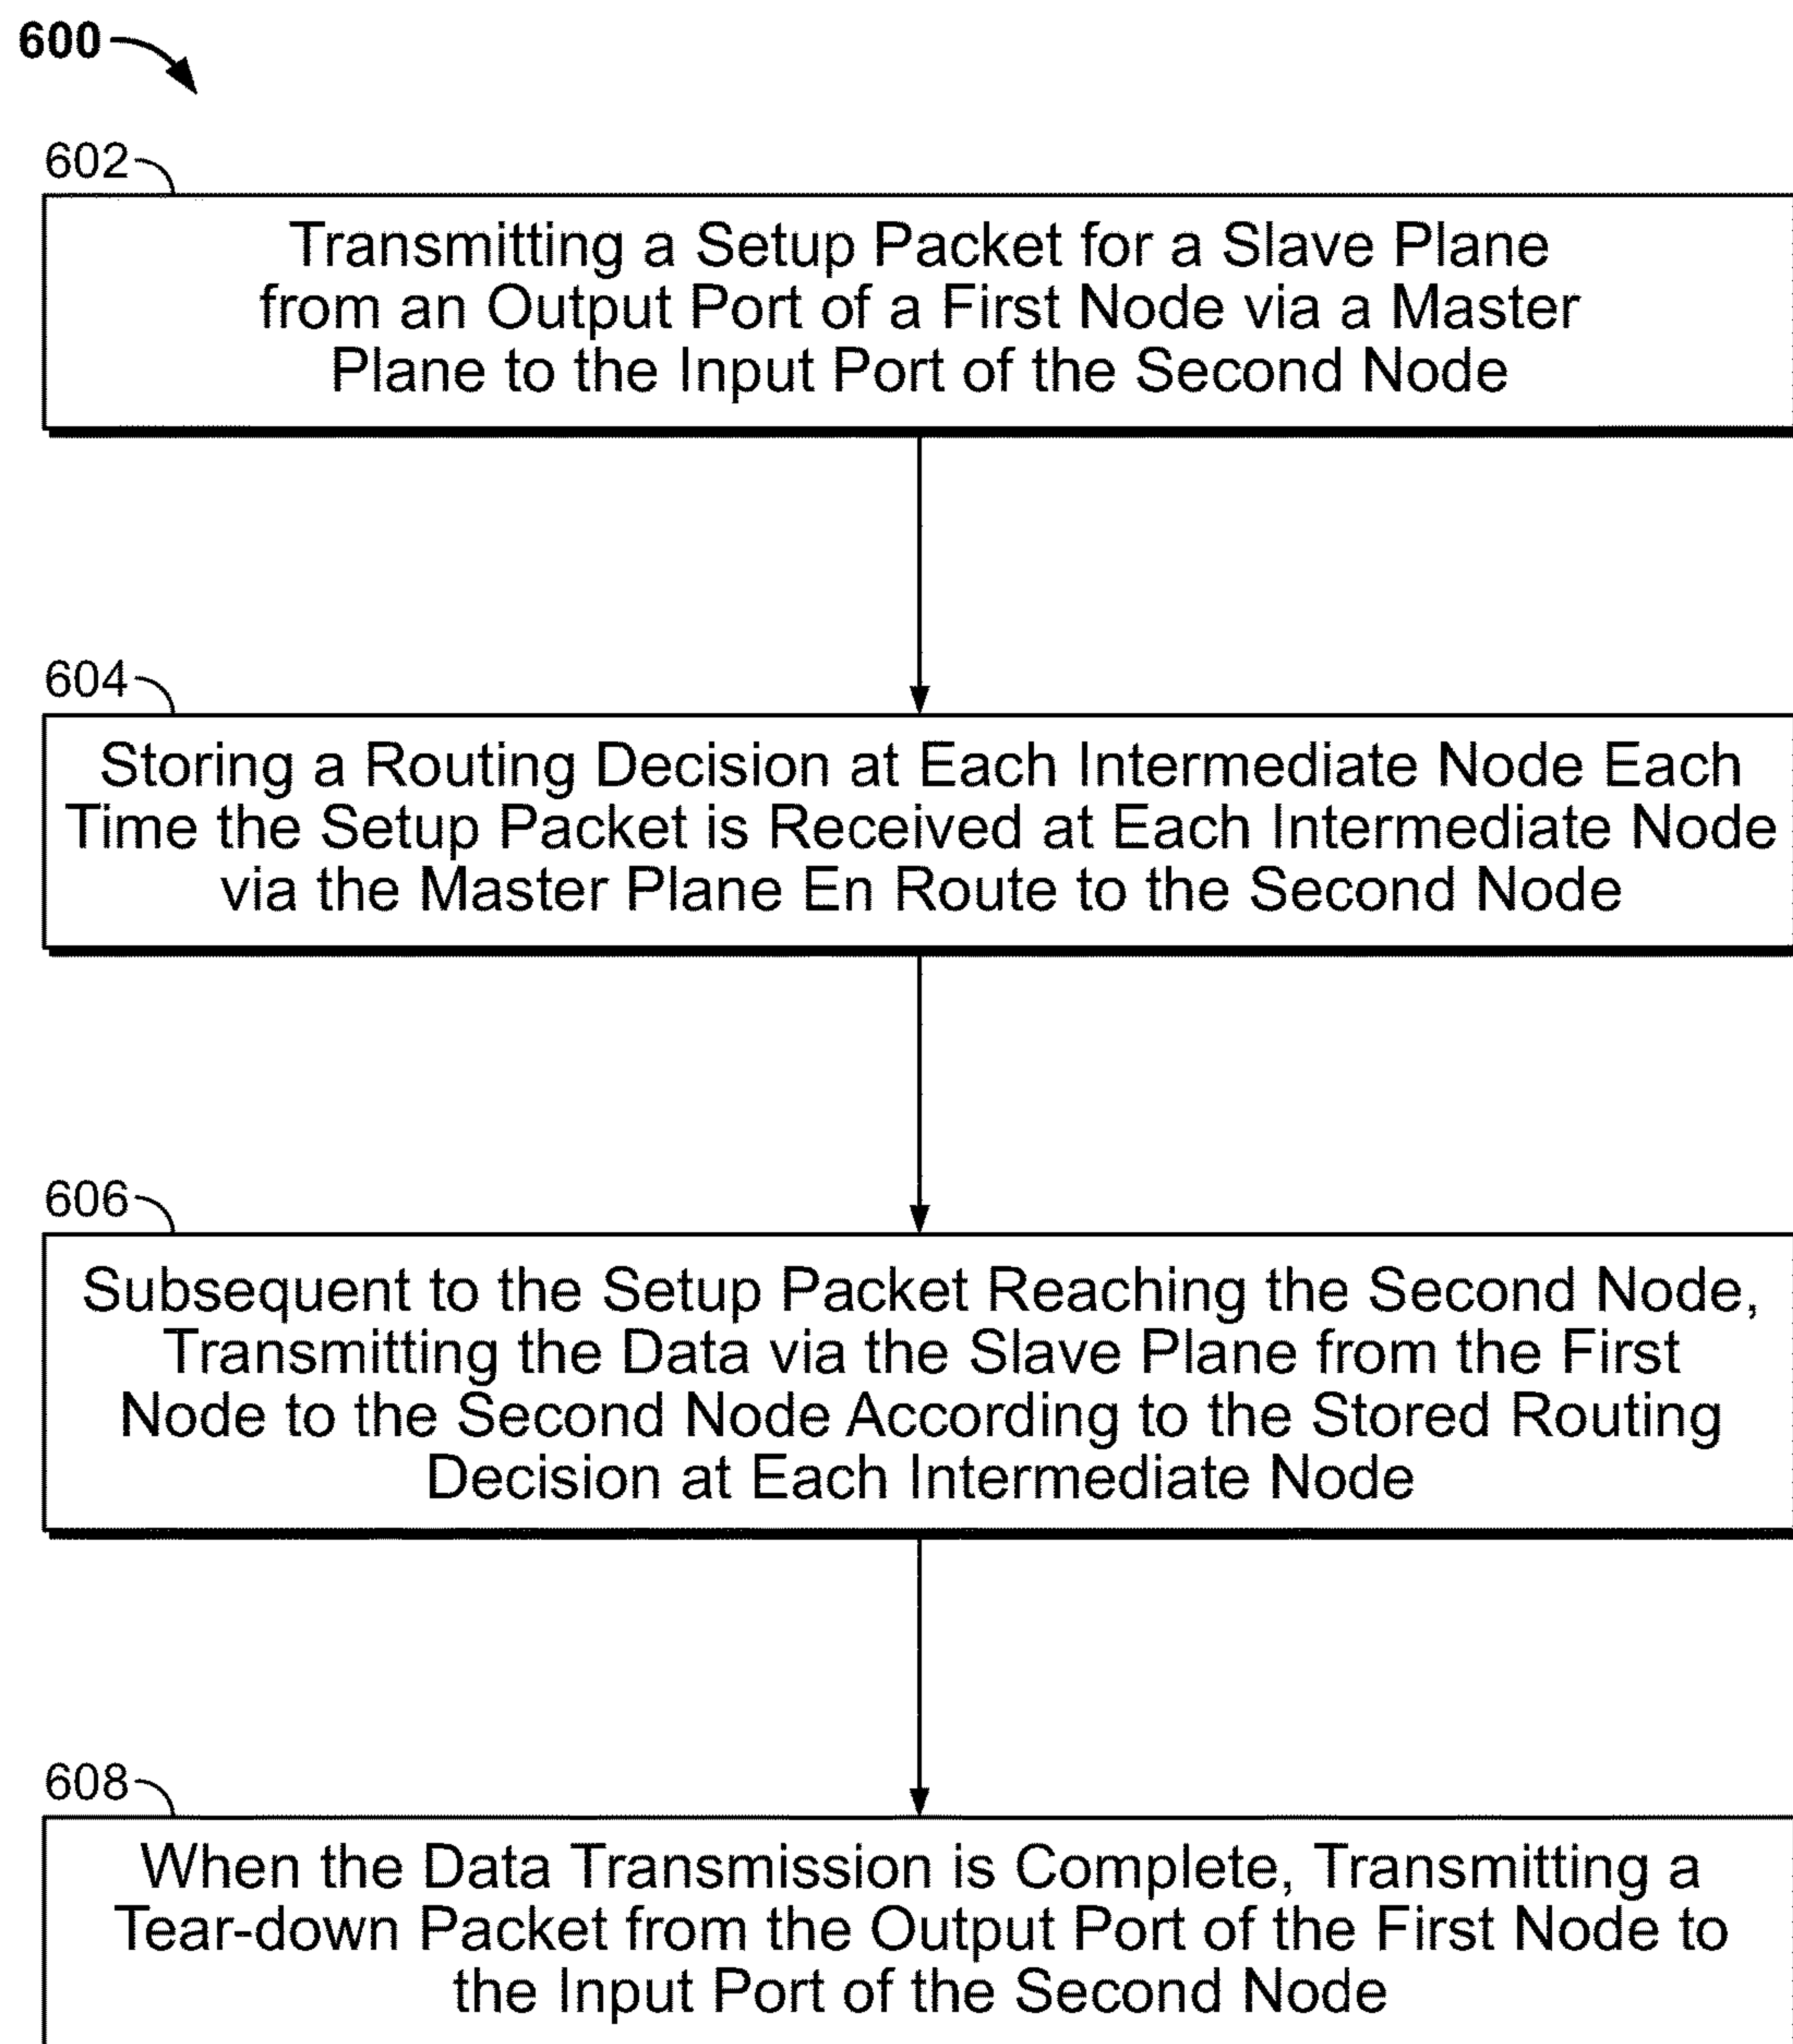 600
602
Transmitting a Setup Packet for a Slave Plane
from an Output Port of a First Node via a Master
Plane to the Input Port of the Second Node
604
Storing a Routing Decision at Each Intermediate Node Each
Time the Setup Packet is Received at Each Intermediate Node
via the Master Plane En Route to the Second Node
606
Subsequent to the Setup Packet Reaching the Second Node,
Transmitting the Data via the Slave Plane from the First
Node to the Second Node According to the Stored Routing
Decision at Each Intermediate Node
608
When the Data Transmission is Complete, Transmitting a
Tear-down Packet from the Output Port of the First Node to
the Input Port of the Second Node